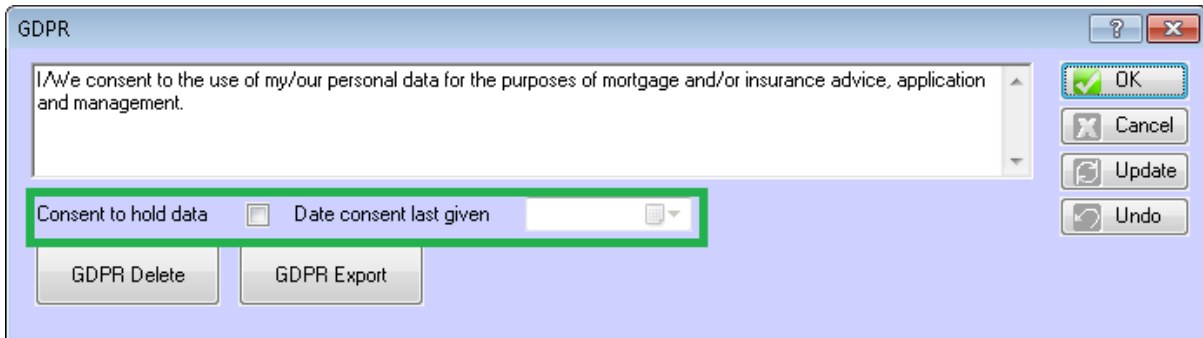 GDPR
I/We consent to the use of my/our personal data for the purposes of mortgage and/or insurance advice, application
and management.
OK
Cancel
Update
Undo
Consent to hold data Date consent last given
GDPR Delete GDPR Export